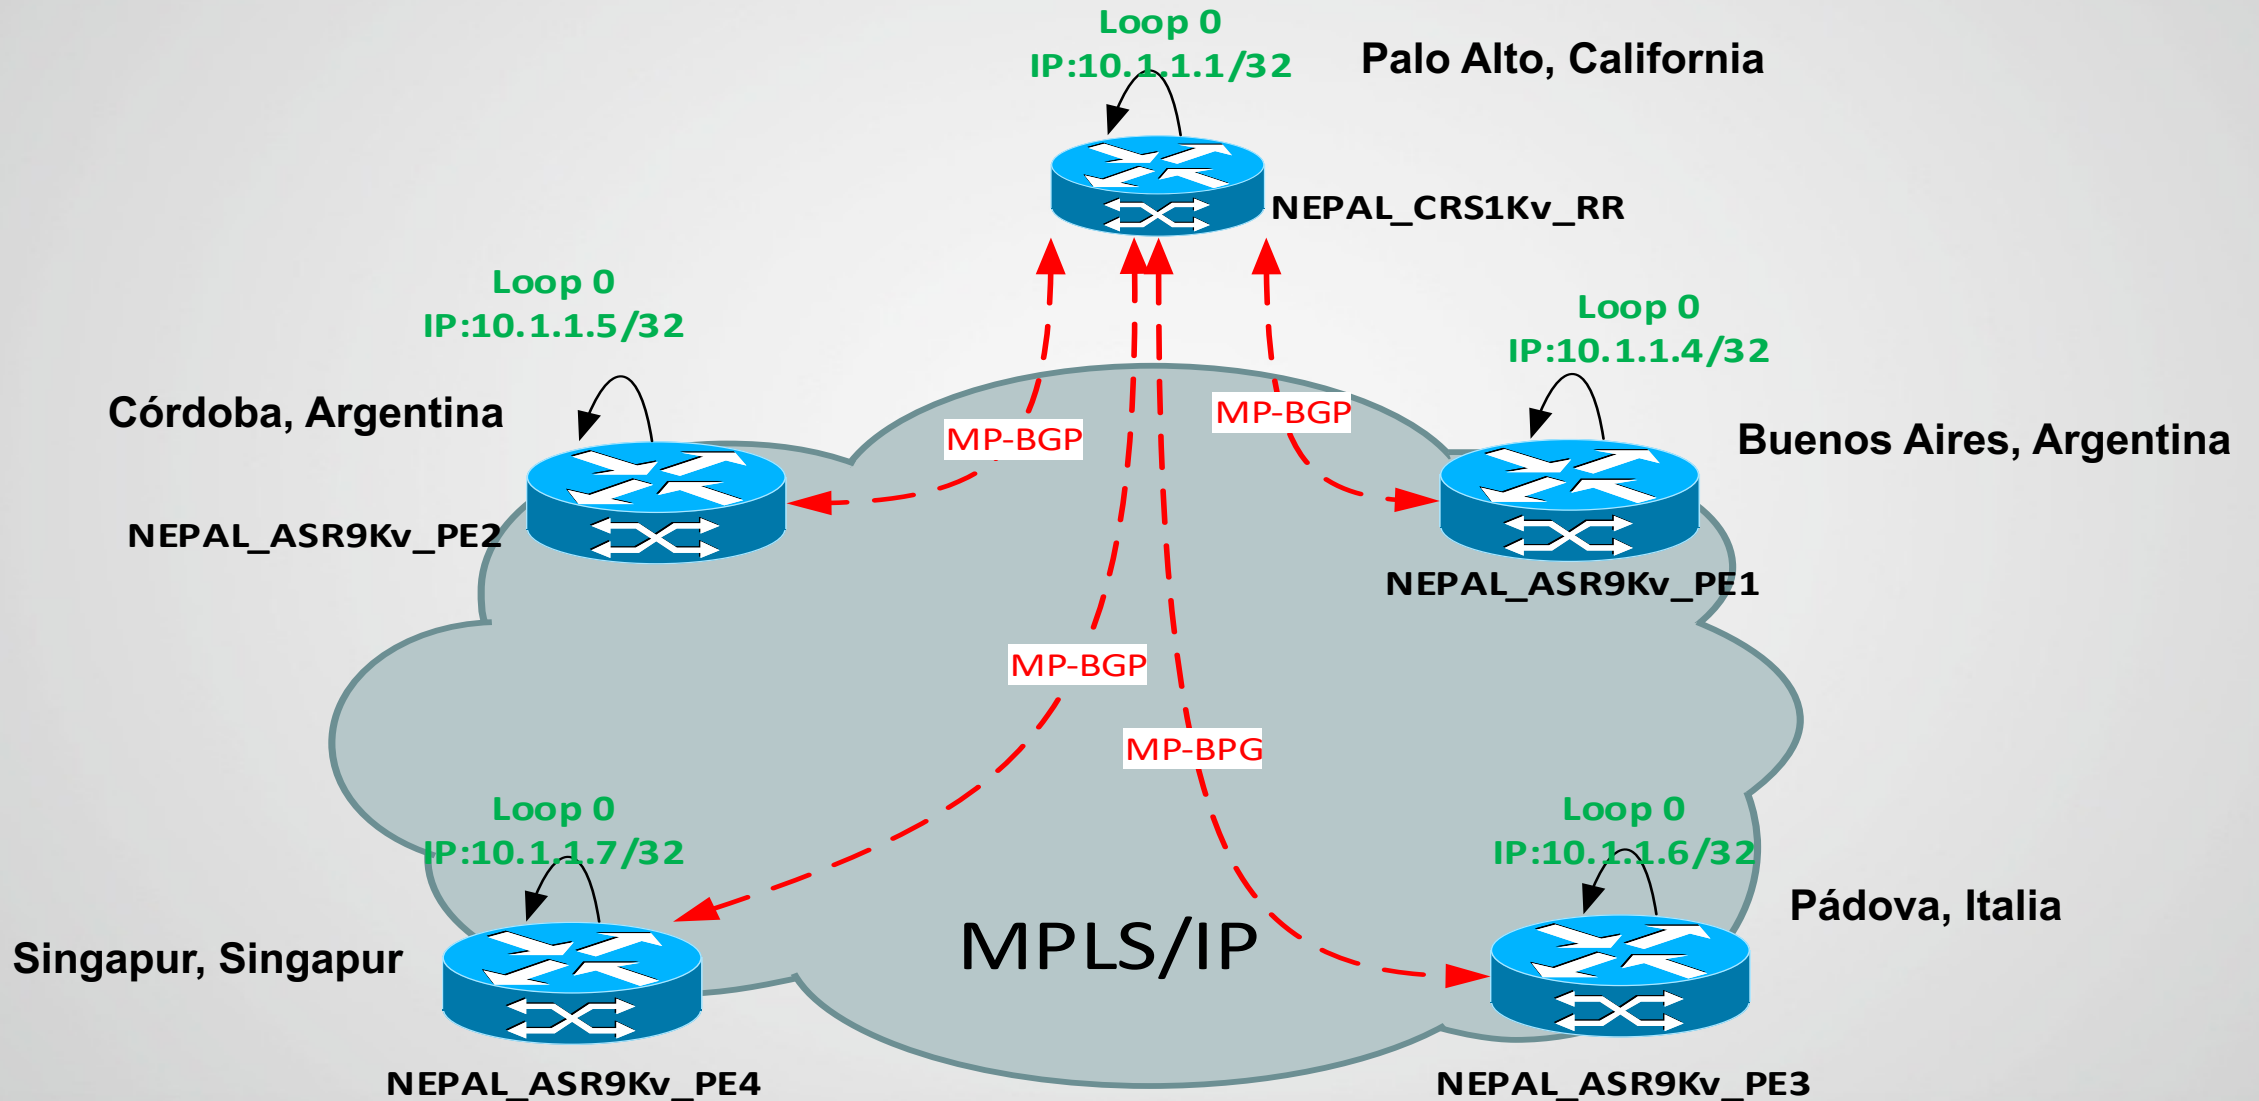 Loop 0
IP:10.1.1.1/32
Palo Alto, California
NEPAL_CRS1Kv_RR
Loop 0
IP:10.1.1.5/32
Loop 0
IP:10.1.1.4/32
Córdoba, Argentina
MP-BGP
MP-BGP
Buenos Aires, Argentina
NEPAL_ASR9Kv_PE2
NEPAL_ASR9Kv_PE1
MP-BGP
MP-BPG
Loop 0
IP:10.1.1.7/32
Loop 0
IP:10.1.1.6/32
Pádova, Italia
MPLS/IP
Singapur, Singapur
NEPAL_ASR9Kv_PE4
NEPAL_ASR9Kv_PE3